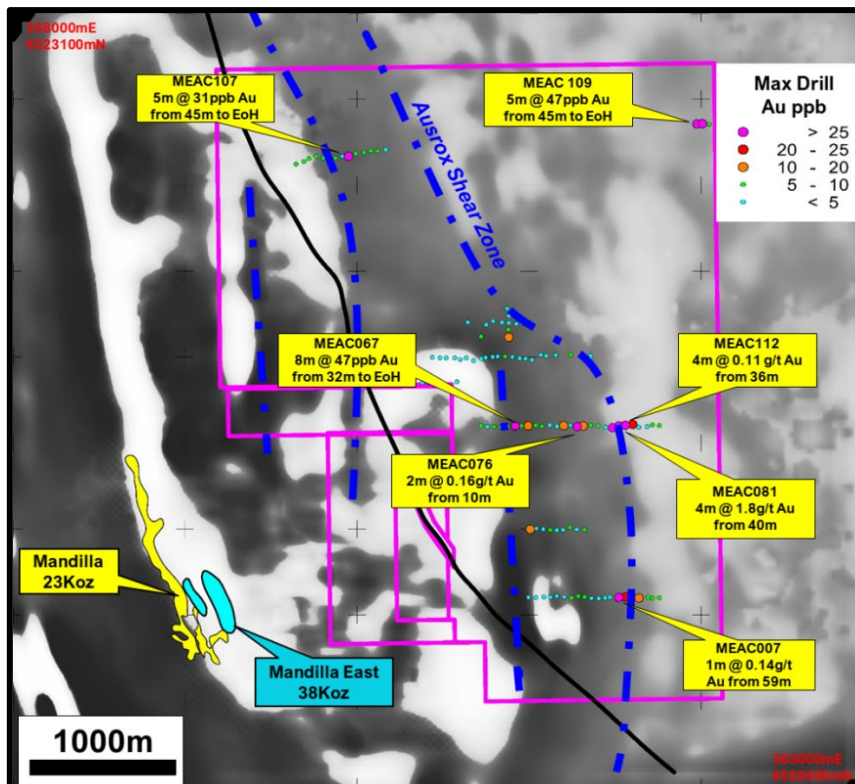 358000mE
6523100mN
MEAC107
5m @ 31ppb Au
from 45m to EoH
MEAC 109
5m @ 47ppb Au
from 45m to EoH
Max Drill
Au ppb
> 25
20 - 25
10 - 20
5 - 10
< 5
Ausrox Shear Zone
MEAC067
8m @ 47ppb Au
from 32m to EoH
MEAC112
4m @ 0.11 g/t Au
from 36m
MEAC076
2m @ 0.16g/t Au
from 10m
MEAC081
4m @ 1.8g/t Au
from 40m
Mandilla
23Koz
Mandilla East
38Koz
MEAC007
1m @ 0.14g/t
Au from 59m
1000m
363000mE